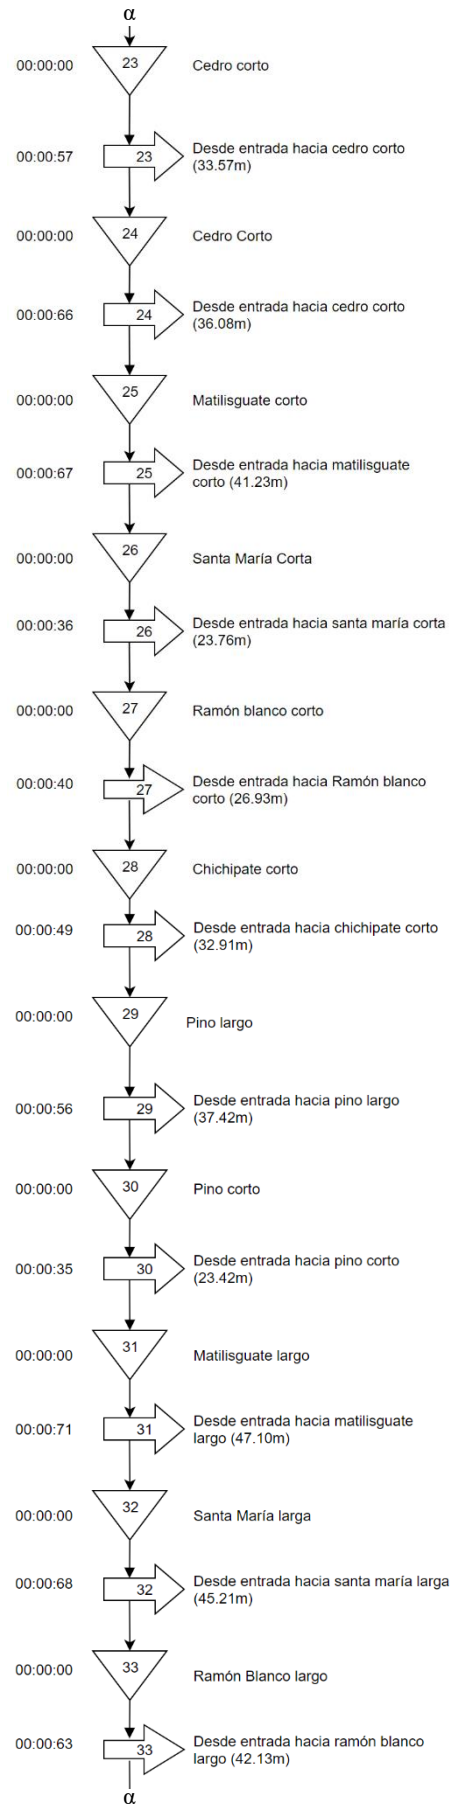 α
00:00:00 23 Cedro corto
Desde entrada hacia cedro corto
00:00:57 23 (33.57m)
00:00:00 24 Cedro Corto
Desde entrada hacia cedro corto
00:00:66 24 (36.08m)
00:00:00 25 Matilisguate corto
Desde entrada hacia matilisguate
00:00:67 25 corto (41.23m)
00:00:00 26 Santa María Corta
00:00:36 Desde entrada hacia santa maría corta
26 (23.76m)
00:00:00 27 Ramón blanco corto
00:00:40 Desde entrada hacia Ramón blanco
27 corto (26.93m)
00:00:00 28 Chichipate corto
00:00:49 Desde entrada hacia chichipate corto
28 (32.91m)
00:00:00 29 Pino largo
Desde entrada hacia pino largo
00:00:56 29 (37.42m)
00:00:00 30 Pino corto
Desde entrada hacia pino corto
00:00:35 30 (23.42m)
00:00:00 31 Matilisguate largo
Desde entrada hacia matilisguate
00:00:71 31 largo (47.10m)
00:00:00 32 Santa María larga
00:00:68 Desde entrada hacia santa maría larga
32 (45.21m)
00:00:00 33 Ramón Blanco largo
00:00:63 Desde entrada hacia ramón blanco
33 largo (42.13m)
α